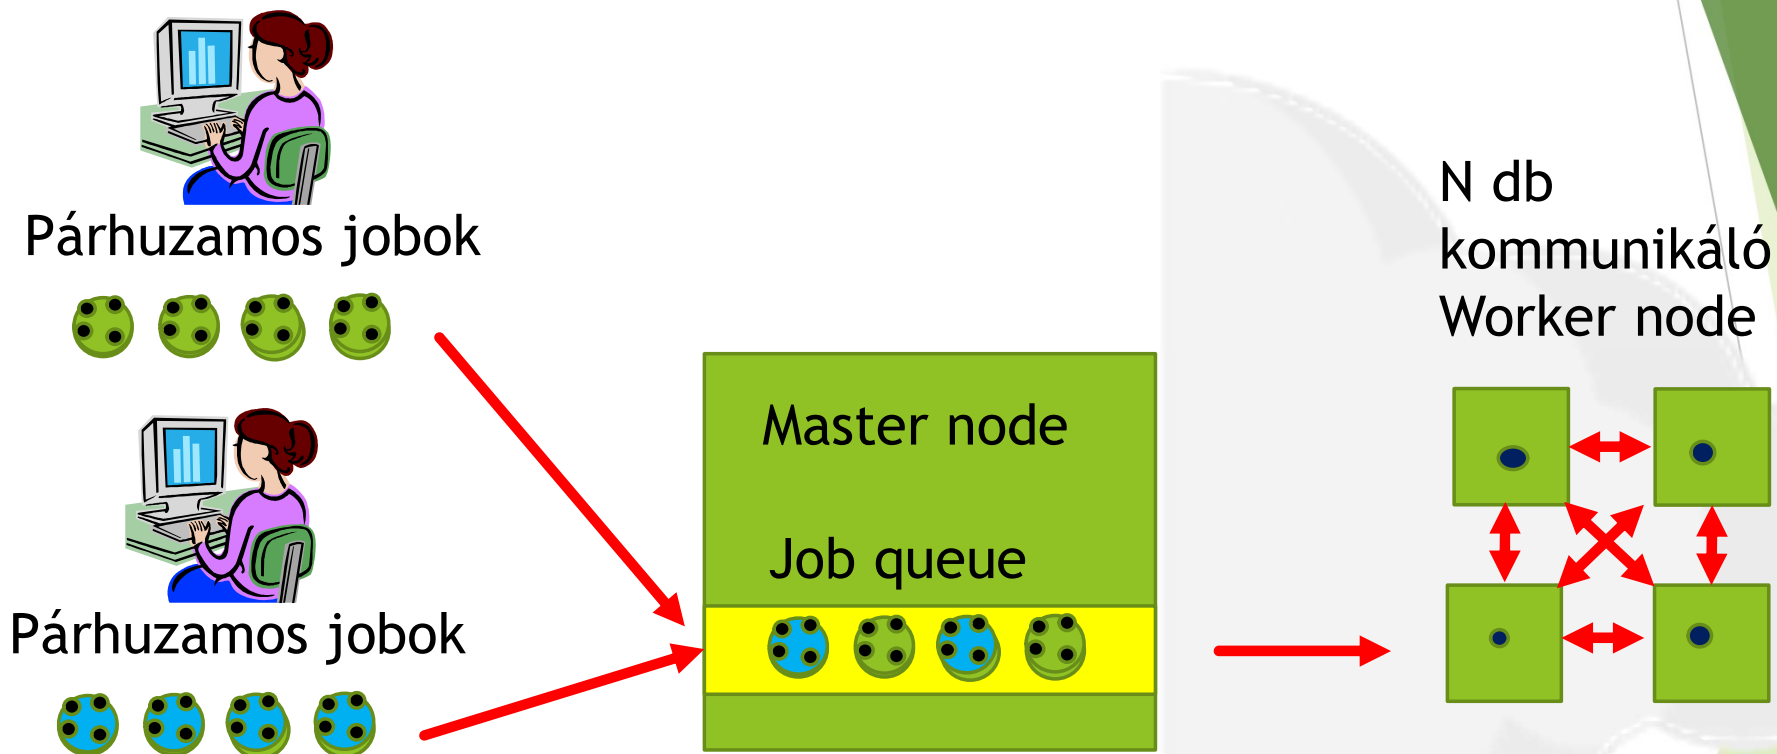 Párhuzamos jobok
Párhuzamos jobok
Master node
Job queue
N db
kommunikáló
Worker node